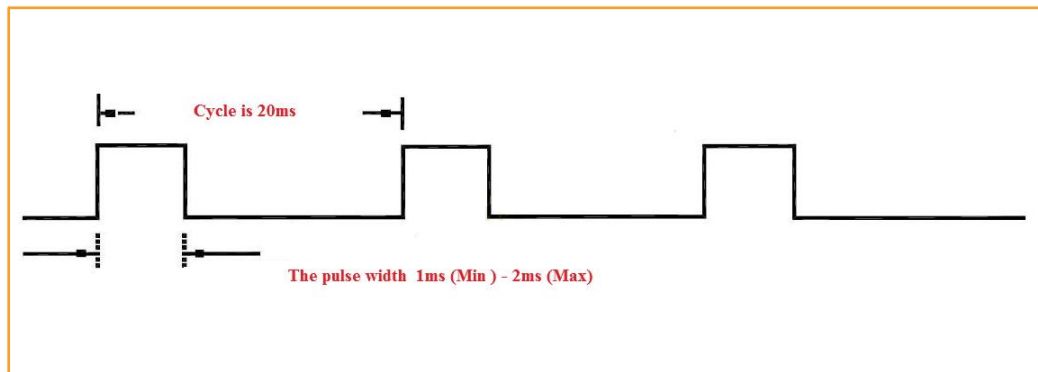 Cycle is 20ms
The pulse width 1ms (Min ) - 2ms (Max)